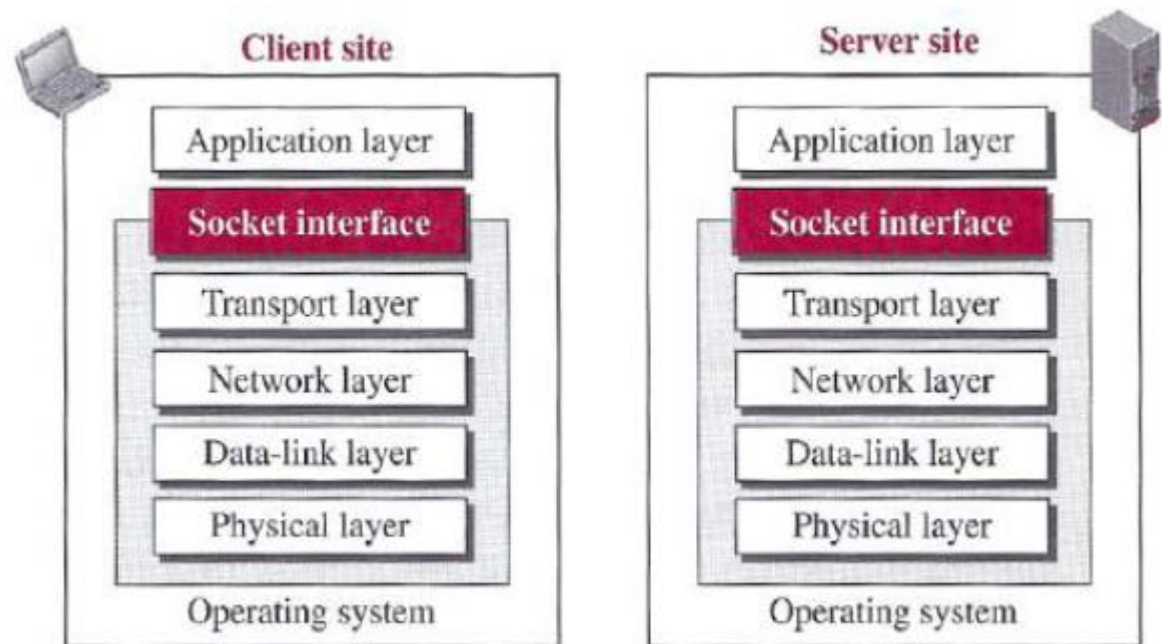 Client site
Application layer
Socket interface
Transport layer
Network layer
Data-link layer
Physical layer
Operating system
Server site
Application layer
Socket interface
Transport layer
Network layer
Data-link layer
Physical layer
Operating system